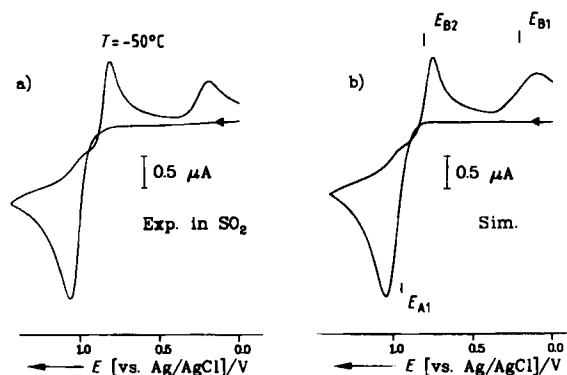 T = -50°C
a)
0.5 μA
Exp. in SO₂
1.0
0.5
0.0
E [vs. Ag/AgCl]/V
E_B2
E_B1
b)
0.5 μA
Sim.
E_A1
1.0
0.5
0.0
E [vs. Ag/AgCl]/V